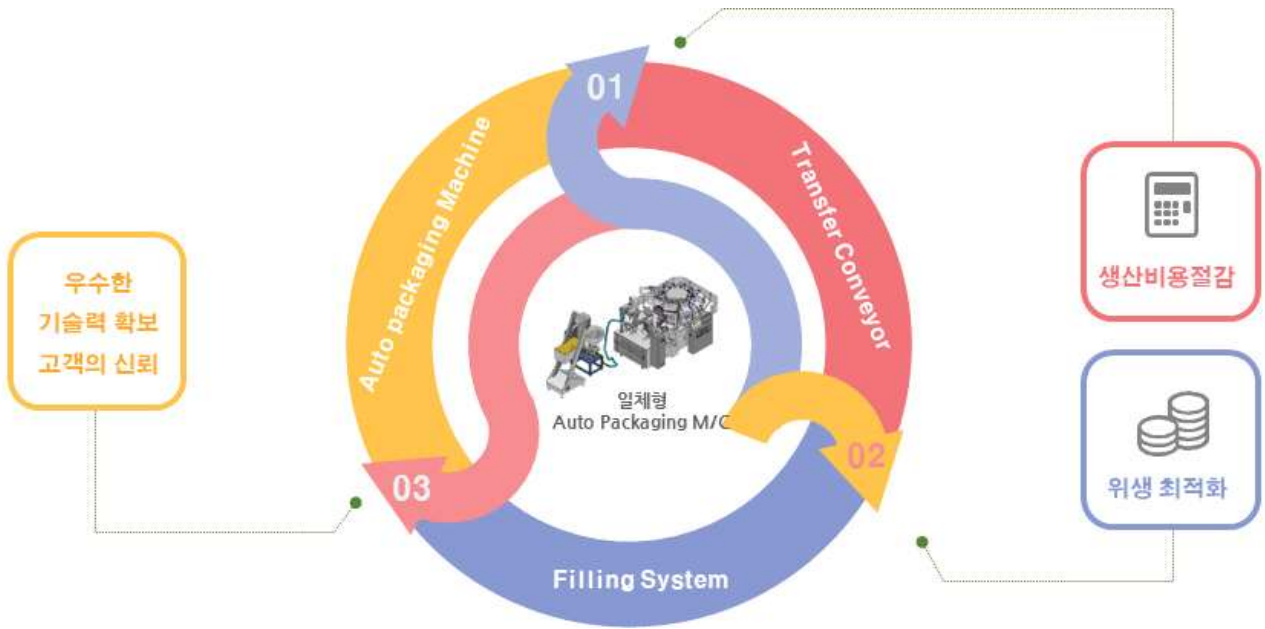 01
Auto packaging Machine
Transfer Conveyor
생산비용절감
우수한
기술력 확보
고객의 신뢰
일체형
Auto Packaging M/C
02
위생 최적화
03
Filling System